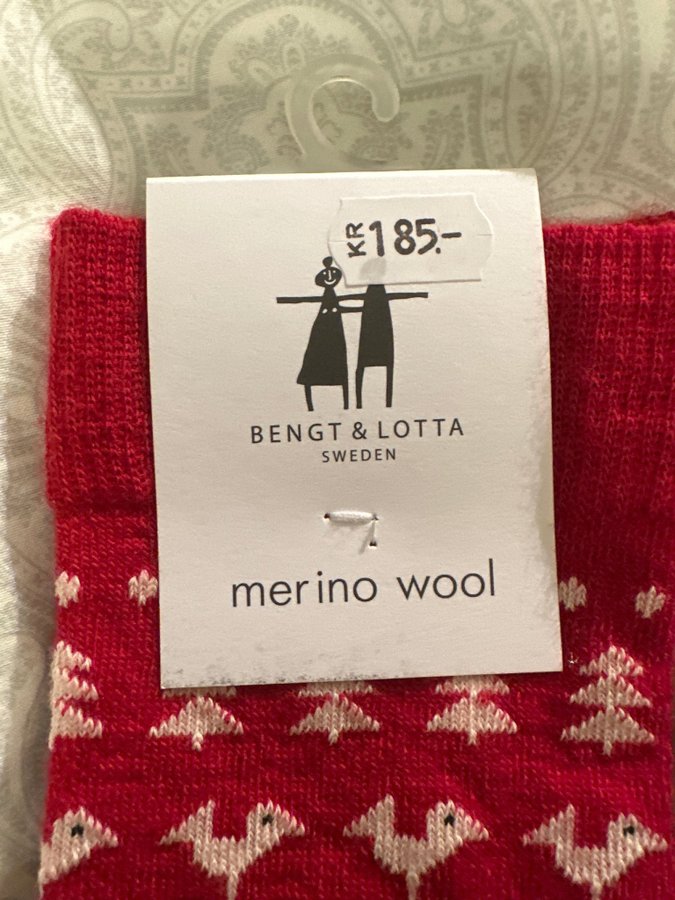 KR 185.-
BENGT & LOTTA
SWEDEN
merino wool